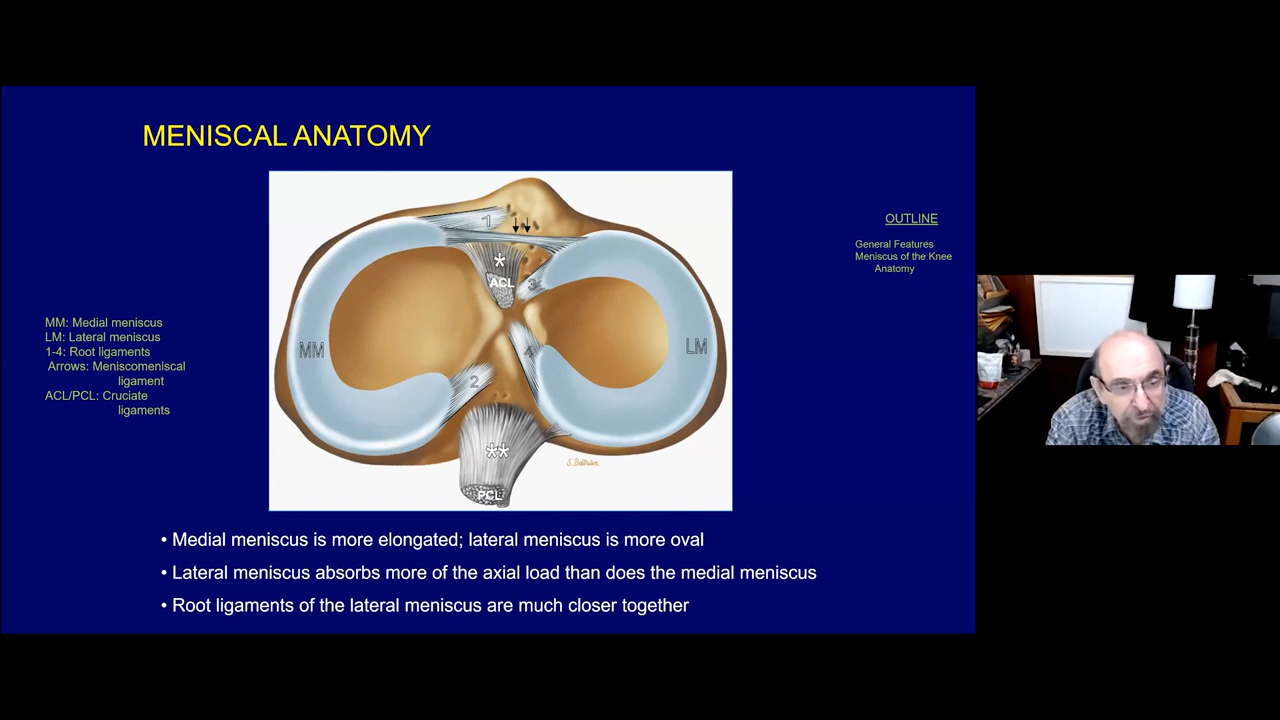 MENISCAL ANATOMY
OUTLINE
General Features
Meniscus of the Knee
Anatomy
MM: Medial meniscus
LM: Lateral meniscus
1-4: Root ligaments
Arrows: Meniscomeniscal
ligament
ACL/PCL: Cruciate
ligaments
1
*
ACL
3
MM
LM
4
2
**
PCL
S. Beltrán
• Medial meniscus is more elongated; lateral meniscus is more oval
• Lateral meniscus absorbs more of the axial load than does the medial meniscus
• Root ligaments of the lateral meniscus are much closer together